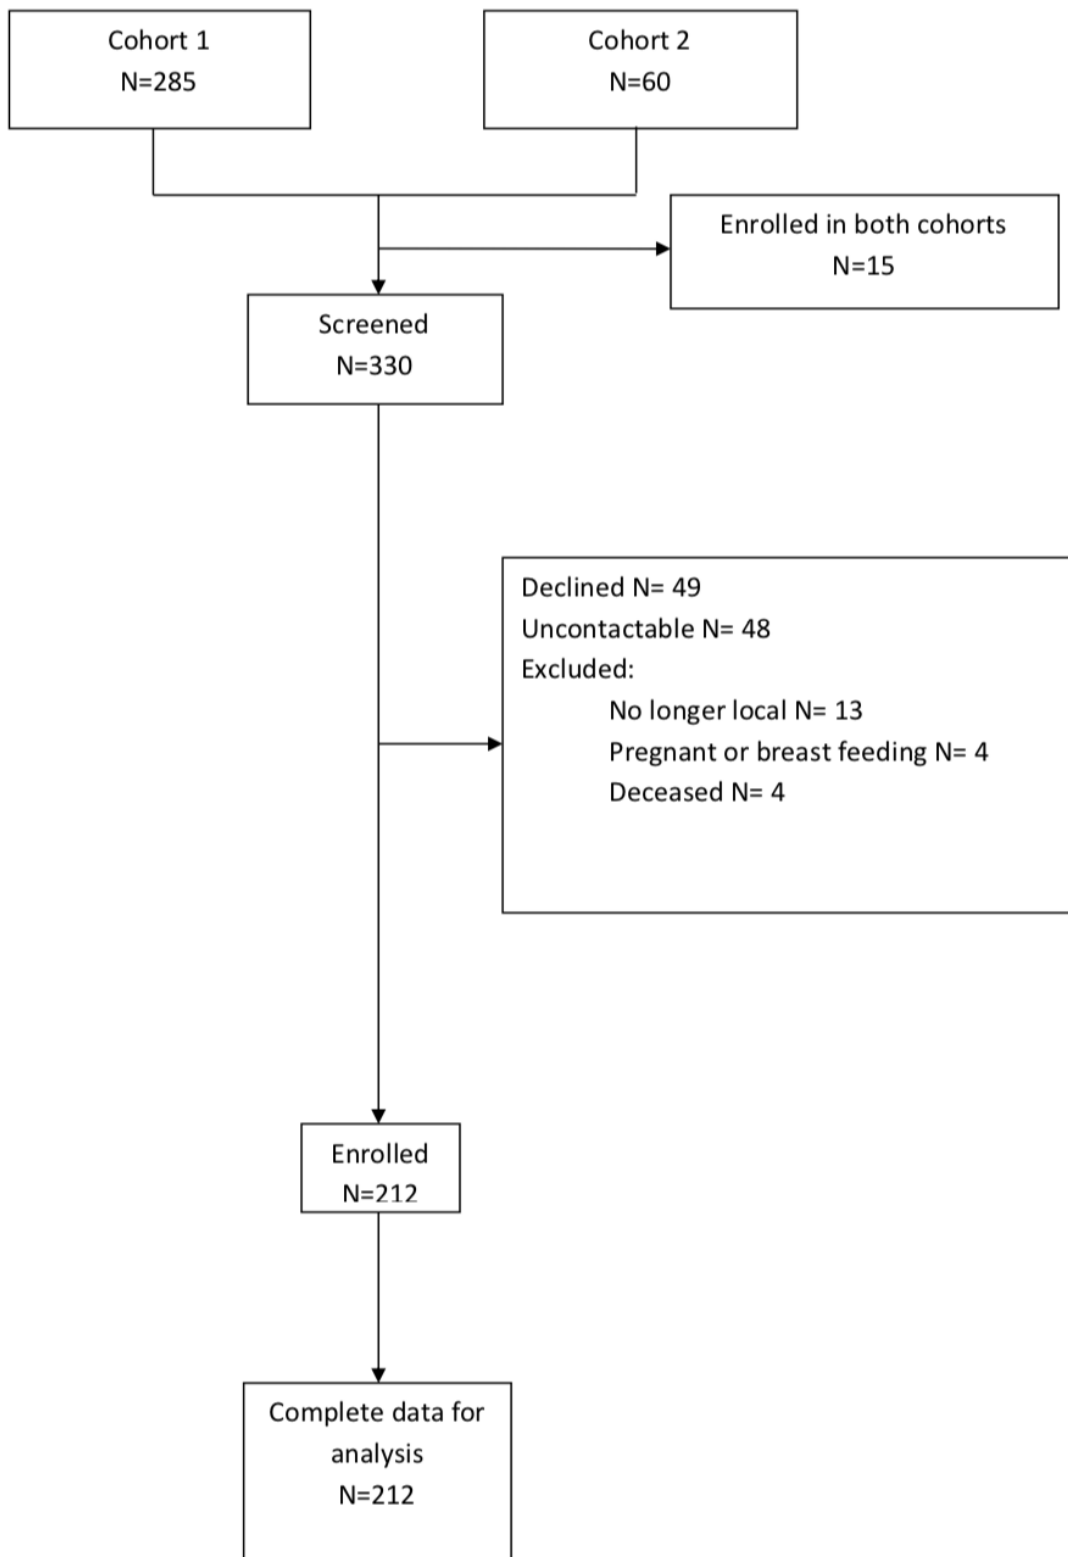 Cohort 1
N=285
Cohort 2
N=60
Enrolled in both cohorts
N=15
Screened
N=330
Declined N= 49
Uncontactable N= 48
Excluded:
No longer local N= 13
Pregnant or breast feeding N= 4
Deceased N= 4
Enrolled
N=212
Complete data for
analysis
N=212